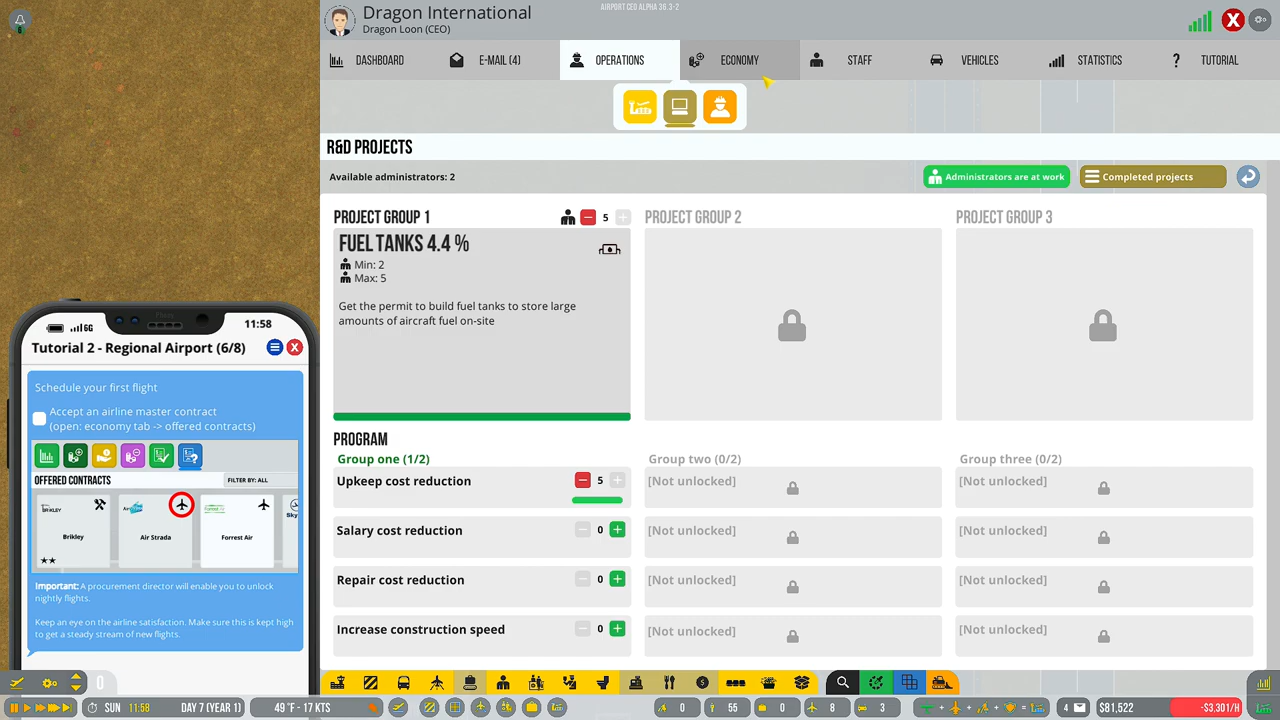 AIRPORT CEO ALPHA 36.3-2
Dragon International
Dragon Loon (CEO)
DASHBOARD
E-MAIL (4)
OPERATIONS
ECONOMY
STAFF
VEHICLES
STATISTICS
? TUTORIAL
R&D PROJECTS
Available administrators: 2
Administrators are at work
Completed projects
PROJECT GROUP 1
5
PROJECT GROUP 2
PROJECT GROUP 3
FUEL TANKS 4.4 %
Min: 2
Max: 5
Get the permit to build fuel tanks to store large
amounts of aircraft fuel on-site
PROGRAM
Group one (1/2)
Group two (0/2)
Group three (0/2)
Upkeep cost reduction
5
[Not unlocked]
[Not unlocked]
Salary cost reduction
0
[Not unlocked]
[Not unlocked]
Repair cost reduction
0
[Not unlocked]
[Not unlocked]
Increase construction speed
0
[Not unlocked]
[Not unlocked]
6G
11:58
Tutorial 2 - Regional Airport (6/8)
Schedule your first flight
Accept an airline master contract
(open: economy tab -> offered contracts)
OFFERED CONTRACTS
FILTER BY: ALL
Brikley
Air Strada
Forrest Air
Sky
Important: A procurement director will enable you to unlock
nightly flights.
Keep an eye on the airline satisfaction. Make sure this is kept high
to get a steady stream of new flights.
0
SUN 11:58
DAY 7 (YEAR 1)
49°F - 17 KTS
0
55
0
8
3
4
$81,522
-$3,301/H